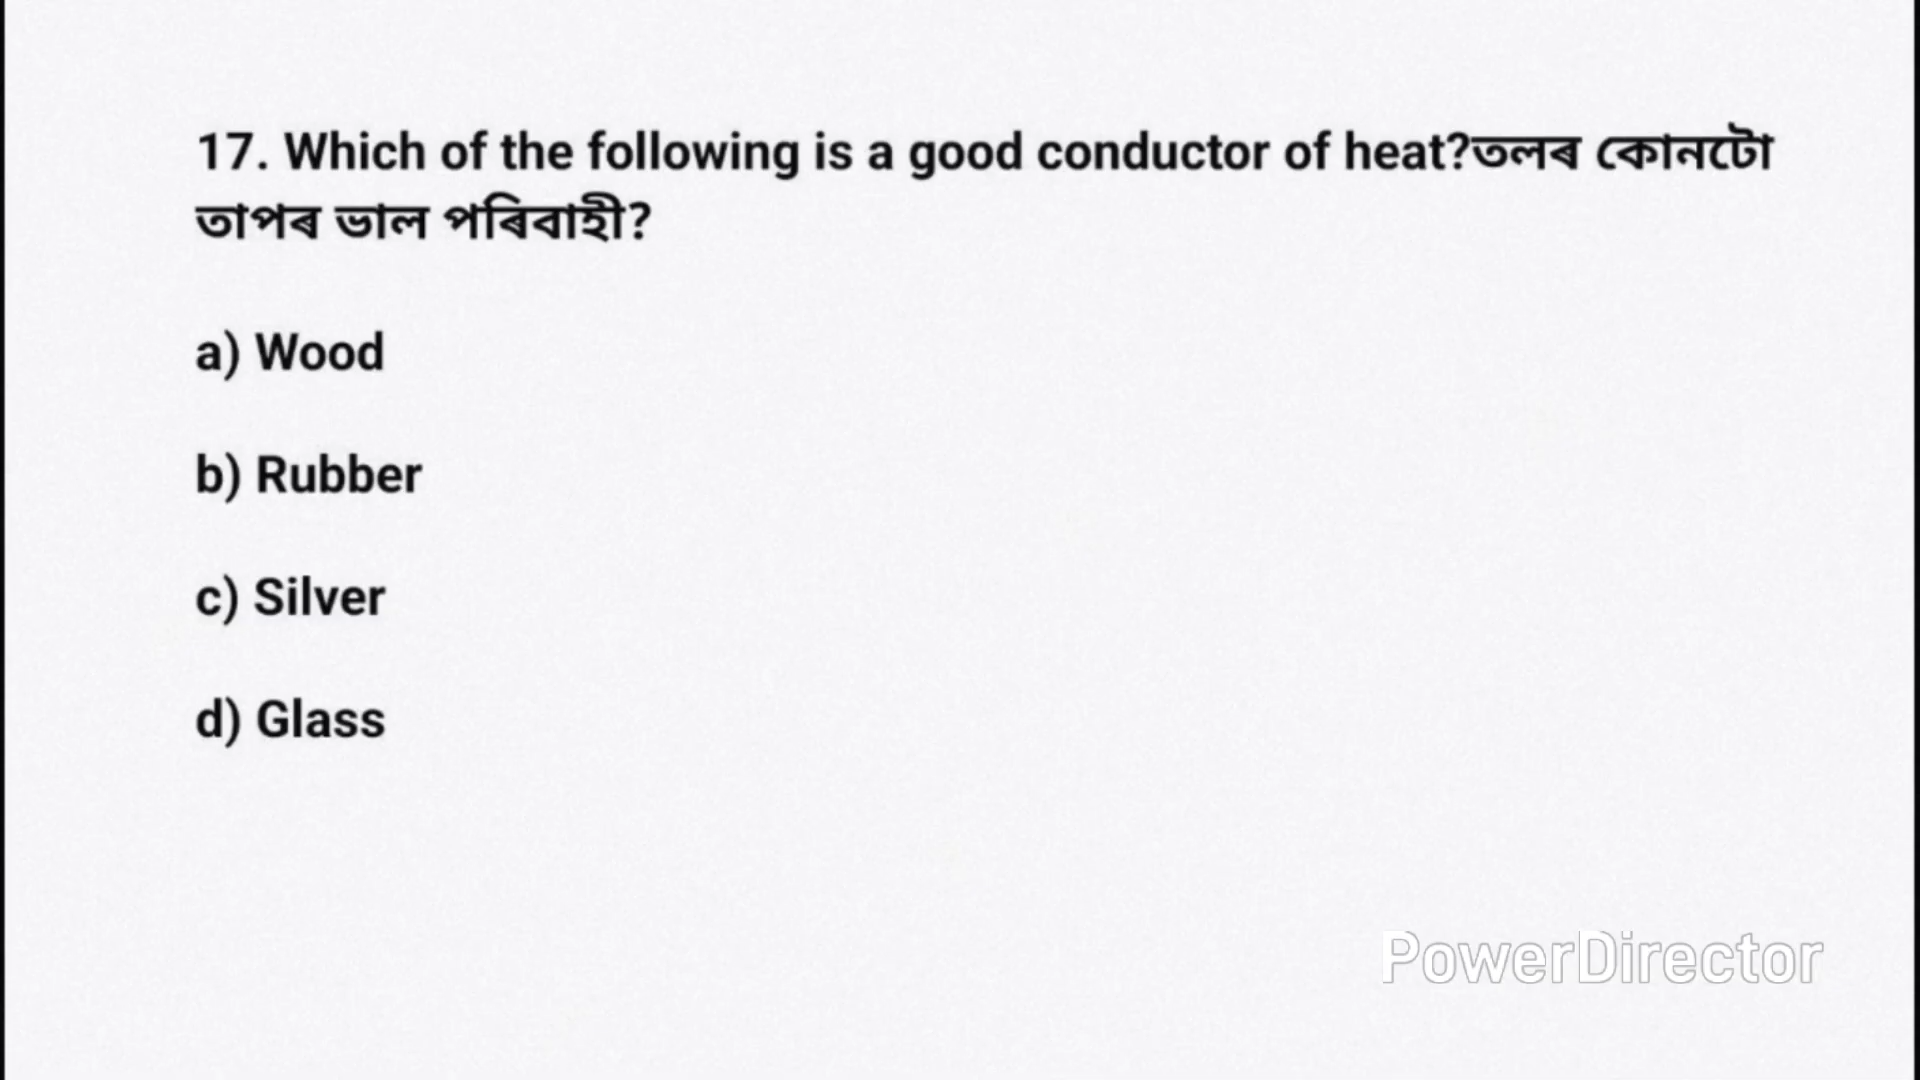 17. Which of the following is a good conductor of heat?তলৰ কোনটো
তাপৰ ভাল পৰিবাহী?
a) Wood
b) Rubber
c) Silver
d) Glass
PowerDirector